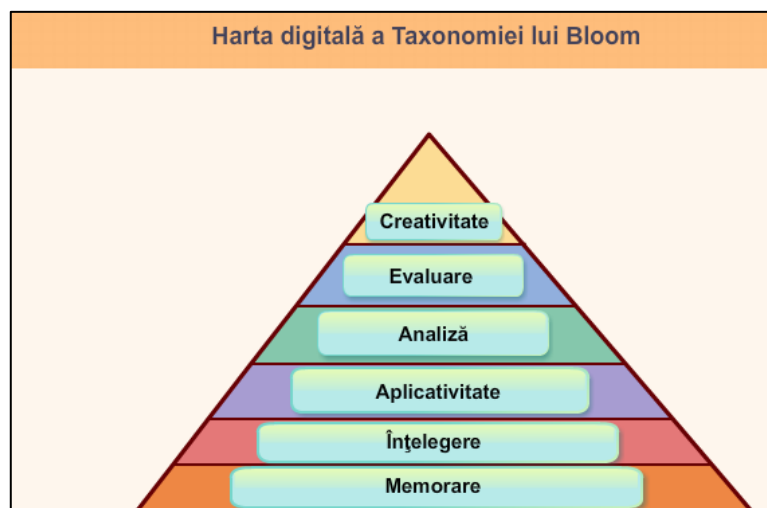 Harta digitală a Taxonomiei lui Bloom
Creativitate
Evaluare
Analiză
Aplicativitate
Înţelegere
Memorare